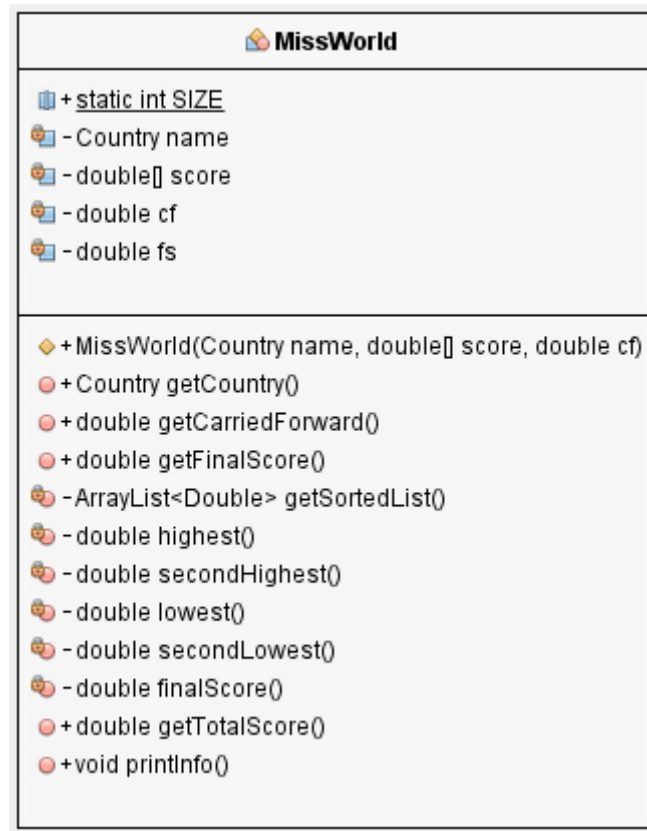 MissWorld
+ static int SIZE
- Country name
- double[] score
- double cf
- double fs
+ MissWorld(Country name, double[] score, double cf)
+ Country getCountry()
+ double getCarriedForward()
+ double getFinalScore()
- ArrayList<Double> getSortedList()
- double highest()
- double secondHighest()
- double lowest()
- double secondLowest()
- double finalScore()
+ double getTotalScore()
+ void printInfo()